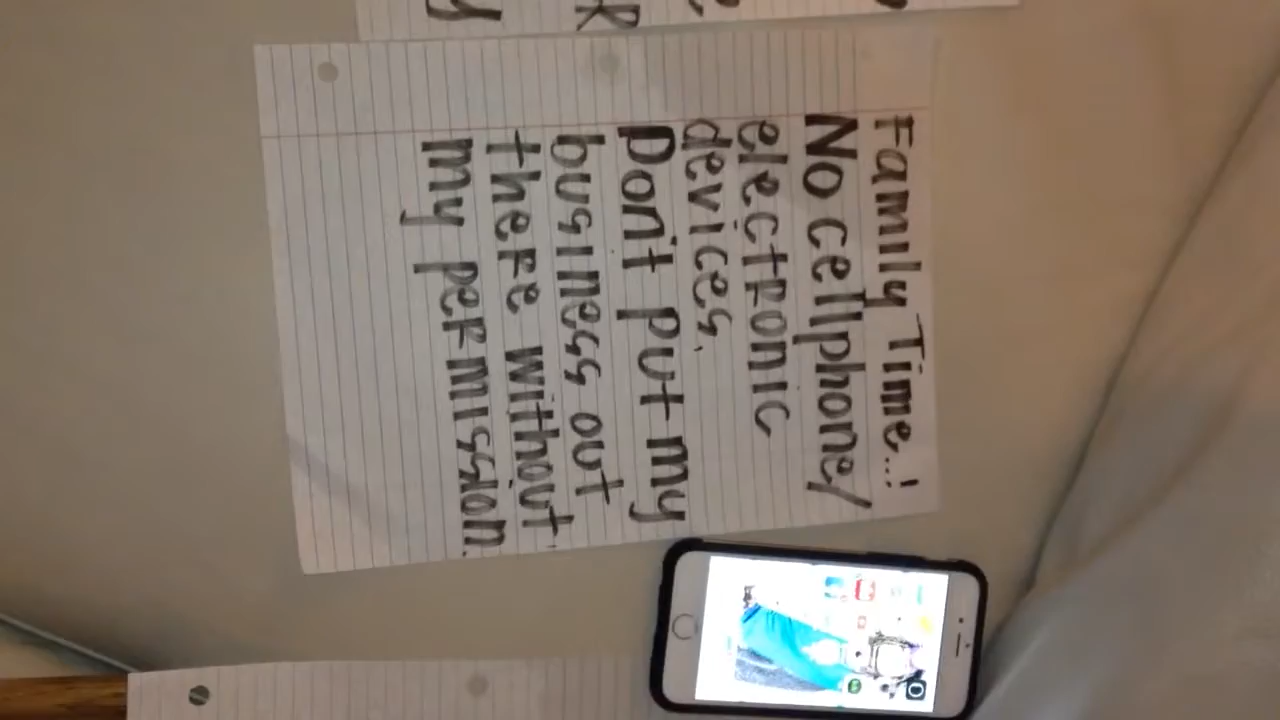 Family Time...!
No cellphone/
electronic
devices.
Don't put my
business out
there without
my permission.